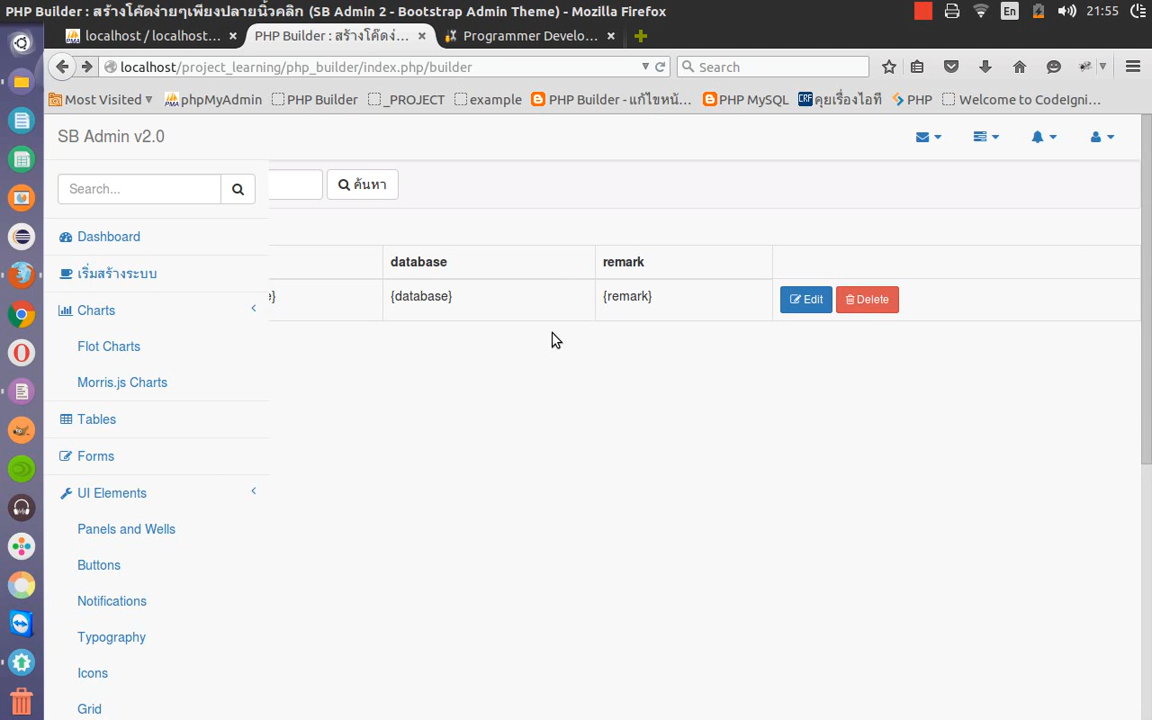 PHP Builder : สร้างโค๊ดง่ายๆเพียงปลายนิ้วคลิก (SB Admin 2 - Bootstrap Admin Theme) - Mozilla Firefox
En
21:55
localhost / localhost...
PHP Builder : สร้างโค๊ดง่...
Programmer Develo...
localhost/project_learning/php_builder/index.php/builder
Search
Most Visited
phpMyAdmin
PHP Builder
_PROJECT
example
PHP Builder - แก้ไขหน้...
PHP MySQL
คุยเรื่องไอที
PHP
Welcome to CodeIgni...
SB Admin v2.0
Search...
ค้นหา
Dashboard
database
remark
เริ่มสร้างระบบ
e}
{database}
{remark}
Edit
Delete
Charts
Flot Charts
Morris.js Charts
Tables
Forms
UI Elements
Panels and Wells
Buttons
Notifications
Typography
Icons
Grid